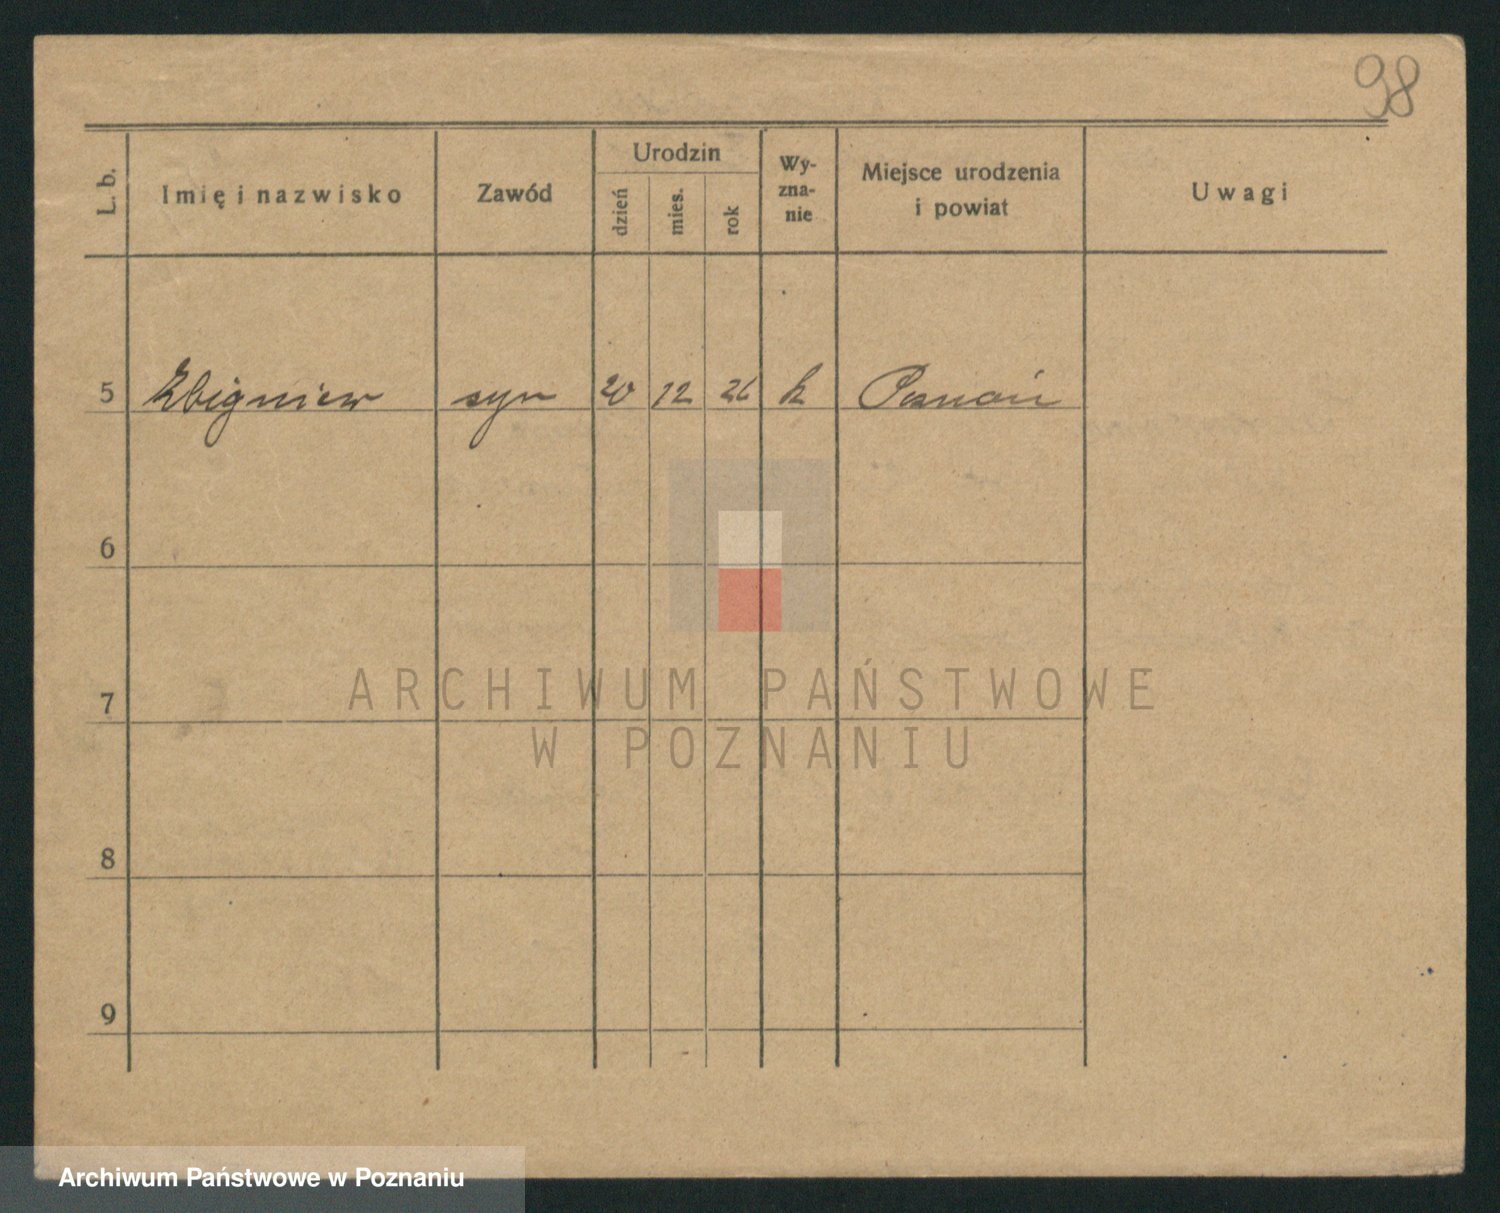 98
L.b. Imię i nazwisko Zawód Urodzin dzień mies. rok Wy-zna-nie Miejsce urodzenia i powiat Uwagi
5 Zbigniew syn 20 12 26 k Poznań
6
7
8
9
ARCHIWUM PAŃSTWOWE
W POZNANIU
Archiwum Państwowe w Poznaniu